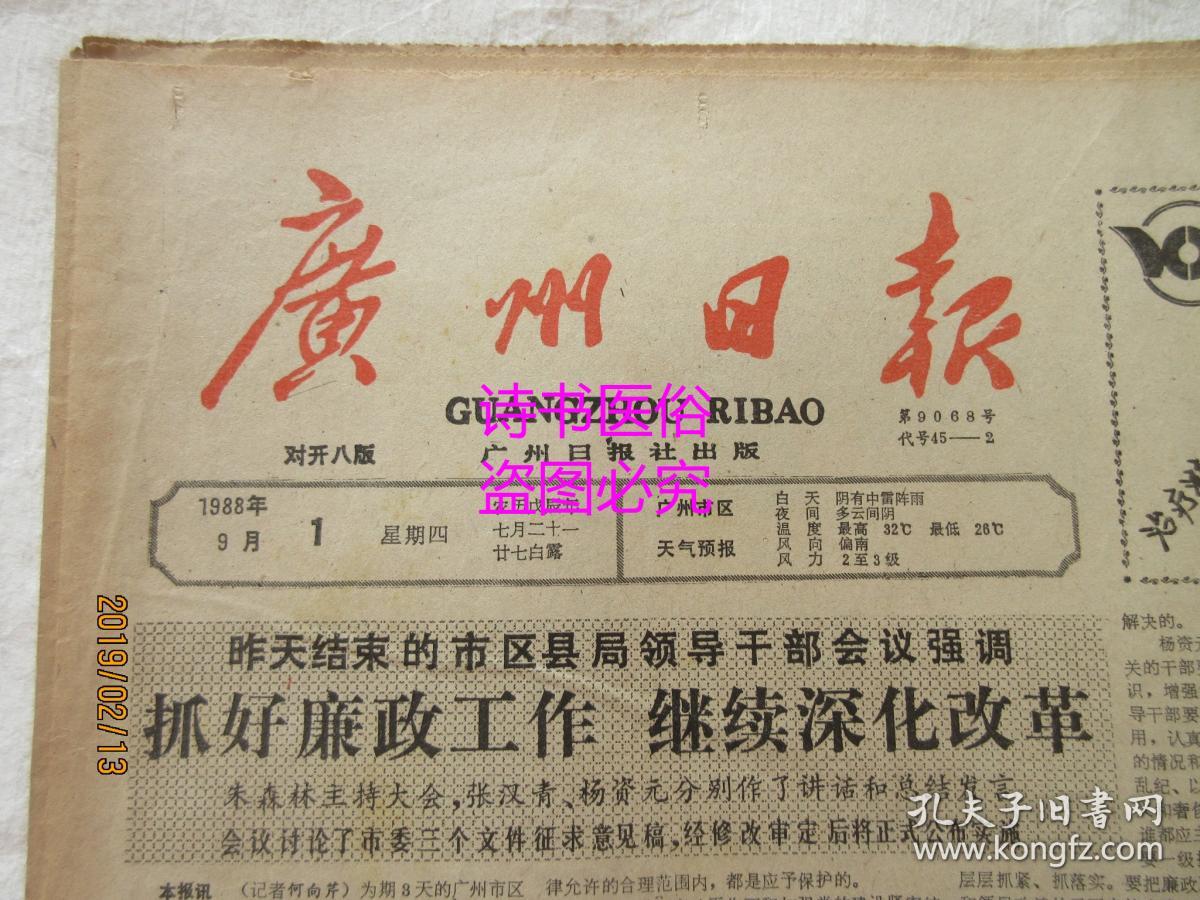 廣州日报
GUANGZHOU RIBAO
第9068号
代号45——2
对开八版
广州日报社出版
诗书医俗
盗图必究
1988年
9月
1
星期四
农历戊辰年
七月二十一
廿七白露
广州市区
天气预报
白天 阴有中雷阵雨
夜间 多云间阴
温度 最高 32℃ 最低 26℃
风向 偏南
风力 2至3级
昨天结束的市区县局领导干部会议强调
抓好廉政工作 继续深化改革
朱森林主持大会，张汉青、杨资元分别作了讲话和总结发言
会议讨论了市委三个文件征求意见稿，经修改审定后将正式公布实施
本报讯 （记者何向芹）为期3天的广州市区
律允许的合理范围内，都是应予保护的。
解决的。
杨资
关的干部
识，增强
导干部要
用，认真
的情况和
乱纪、
和著
谁都应
一级
层层抓紧、抓落实。要把廉政
2019/02/13
孔夫子旧书网
www.kongfz.com